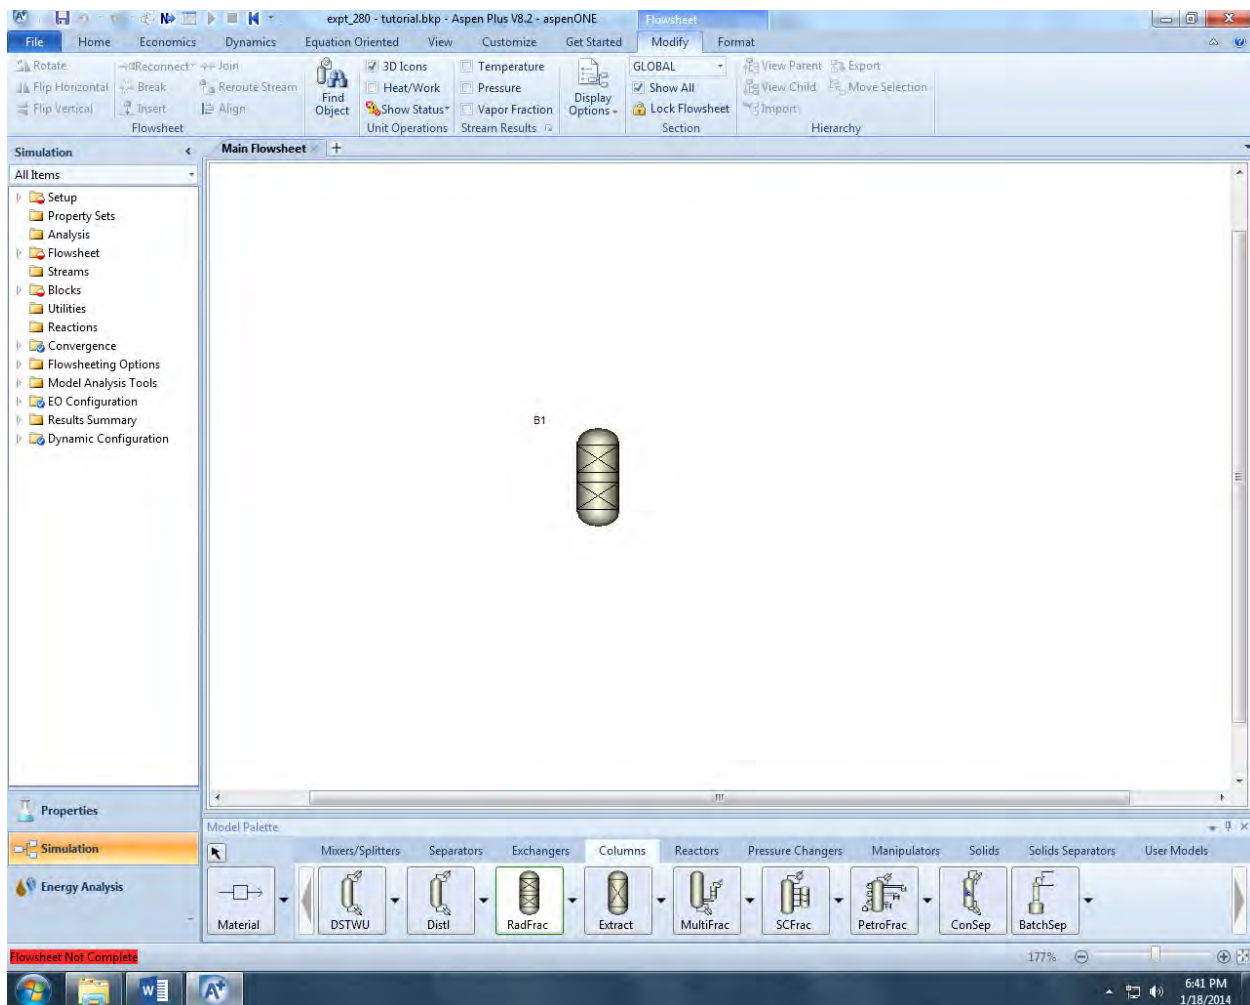 expt_280 - tutorial.bkp - Aspen Plus V8.2 - aspenONE
Flowsheet
File Home Economics Dynamics Equation Oriented View Customize Get Started Modify Format
Rotate Reconnect Join
Flip Horizontal Break Reroute Stream
Flip Vertical Insert Align
Flowsheet
Find Object
3D Icons
Heat/Work
Show Status
Unit Operations
Temperature
Pressure
Vapor Fraction
Stream Results
Display Options
GLOBAL
Show All
Lock Flowsheet
Section
View Parent Export
View Child Move Selection
Import
Hierarchy
Simulation
All Items
Setup
Property Sets
Analysis
Flowsheet
Streams
Blocks
Utilities
Reactions
Convergence
Flowsheeting Options
Model Analysis Tools
EO Configuration
Results Summary
Dynamic Configuration
Properties
Simulation
Energy Analysis
Main Flowsheet +
B1
Model Palette
Mixers/Splitters Separators Exchangers Columns Reactors Pressure Changers Manipulators Solids Solids Separators User Models
Material DSTWU Distl RadFrac Extract MultiFrac SCFrac PetroFrac ConSep BatchSep
Flowsheet Not Complete
177%
6:41 PM
1/18/2014